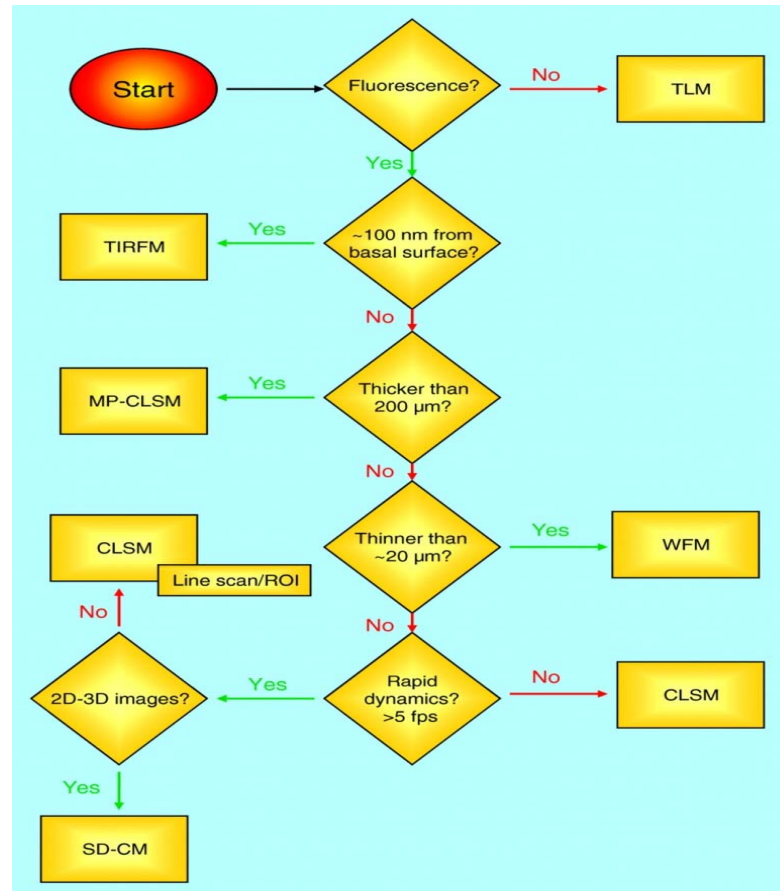 Start
Fluorescence?
No
TLM
Yes
~100 nm from
basal surface?
Yes
TIRFM
No
Thicker than
200 µm?
Yes
MP-CLSM
No
Thinner than
~20 µm?
Yes
WFM
No
Rapid
dynamics?
>5 fps
No
CLSM
Yes
2D-3D images?
No
CLSM
Line scan/ROI
Yes
SD-CM